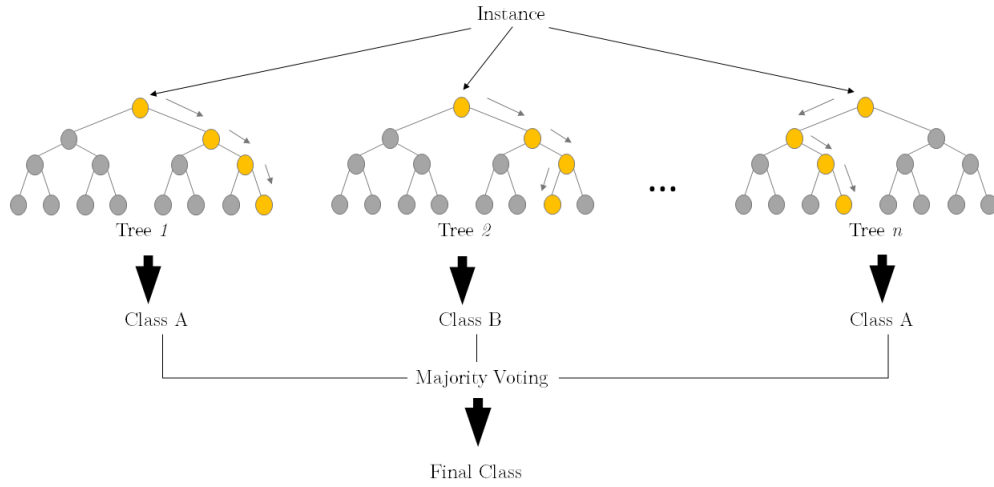 Instance
...
Tree 1
Tree 2
Tree n
Class A
Class B
Class A
Majority Voting
Final Class